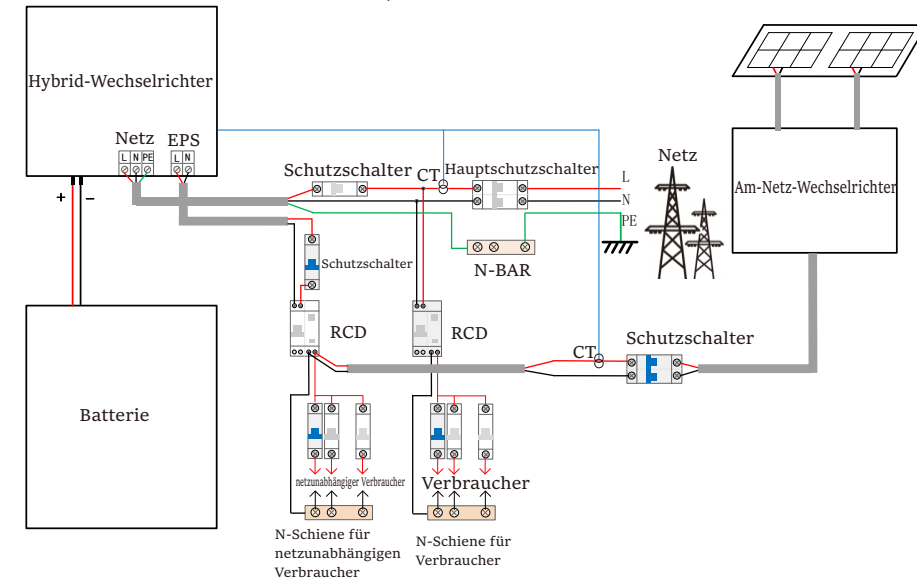 Hybrid-Wechselrichter
Netz
EPS
L N PE
L N
+
−
Schutzschalter
CT
Hauptschutzschalter
L
N
PE
Netz
Am-Netz-Wechselrichter
N-BAR
Schutzschalter
RCD
RCD
CT
Schutzschalter
Batterie
netzunabhängiger Verbraucher
Verbraucher
N-Schiene für
netzunabhängigen
Verbraucher
N-Schiene für
Verbraucher